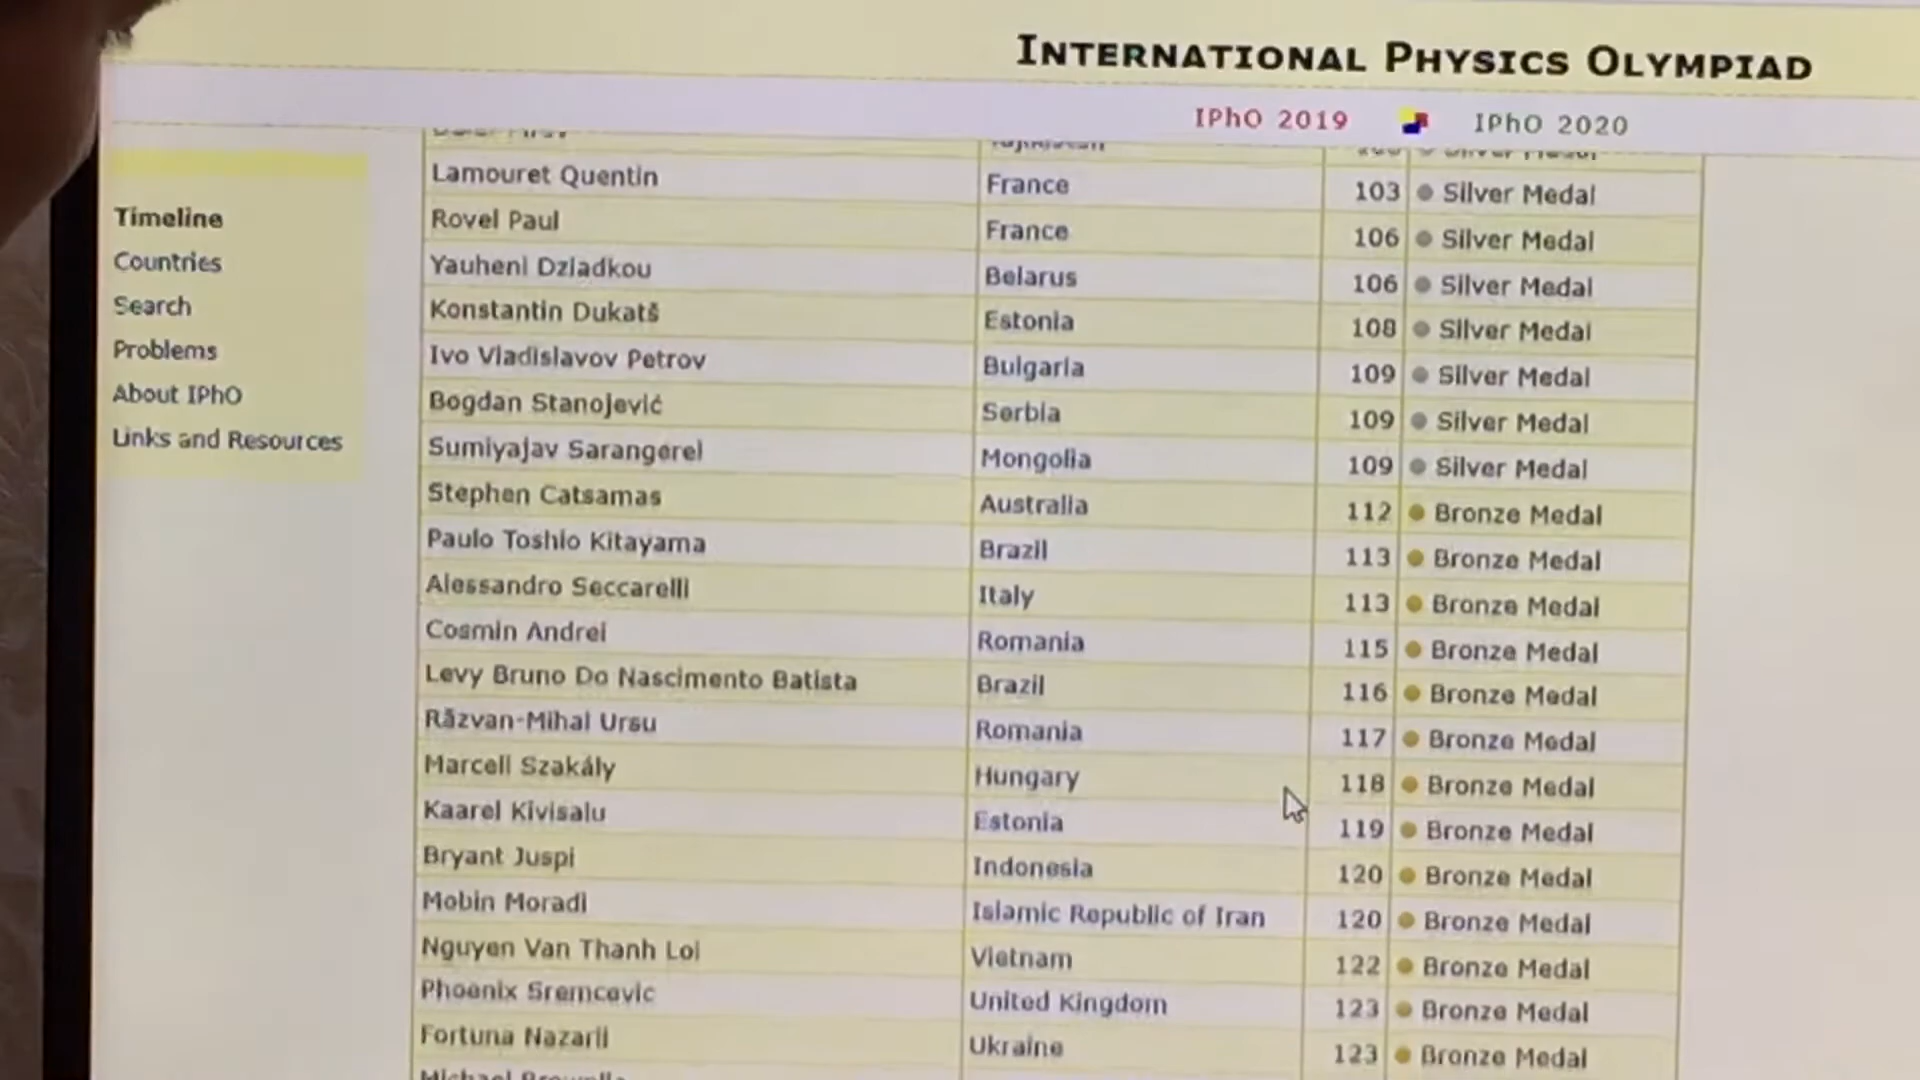 INTERNATIONAL PHYSICS OLYMPIAD
IPhO 2019 IPhO 2020
Timeline
Countries
Search
Problems
About IPhO
Links and Resources
Lamouret Quentin France 103 Silver Medal
Rovel Paul France 106 Silver Medal
Yauheni Dziadkou Belarus 106 Silver Medal
Konstantin Dukatš Estonia 108 Silver Medal
Ivo Vladislavov Petrov Bulgaria 109 Silver Medal
Bogdan Stanojević Serbia 109 Silver Medal
Sumiyajav Sarangerel Mongolia 109 Silver Medal
Stephen Catsamas Australia 112 Bronze Medal
Paulo Toshio Kitayama Brazil 113 Bronze Medal
Alessandro Seccarelli Italy 113 Bronze Medal
Cosmin Andrei Romania 115 Bronze Medal
Levy Bruno Do Nascimento Batista Brazil 116 Bronze Medal
Răzvan-Mihai Ursu Romania 117 Bronze Medal
Marcell Szakály Hungary 118 Bronze Medal
Kaarel Kivisalu Estonia 119 Bronze Medal
Bryant Juspi Indonesia 120 Bronze Medal
Mobin Moradi Islamic Republic of Iran 120 Bronze Medal
Nguyen Van Thanh Loi Vietnam 122 Bronze Medal
Phoenix Sremcevic United Kingdom 123 Bronze Medal
Fortuna Nazarii Ukraine 123 Bronze Medal